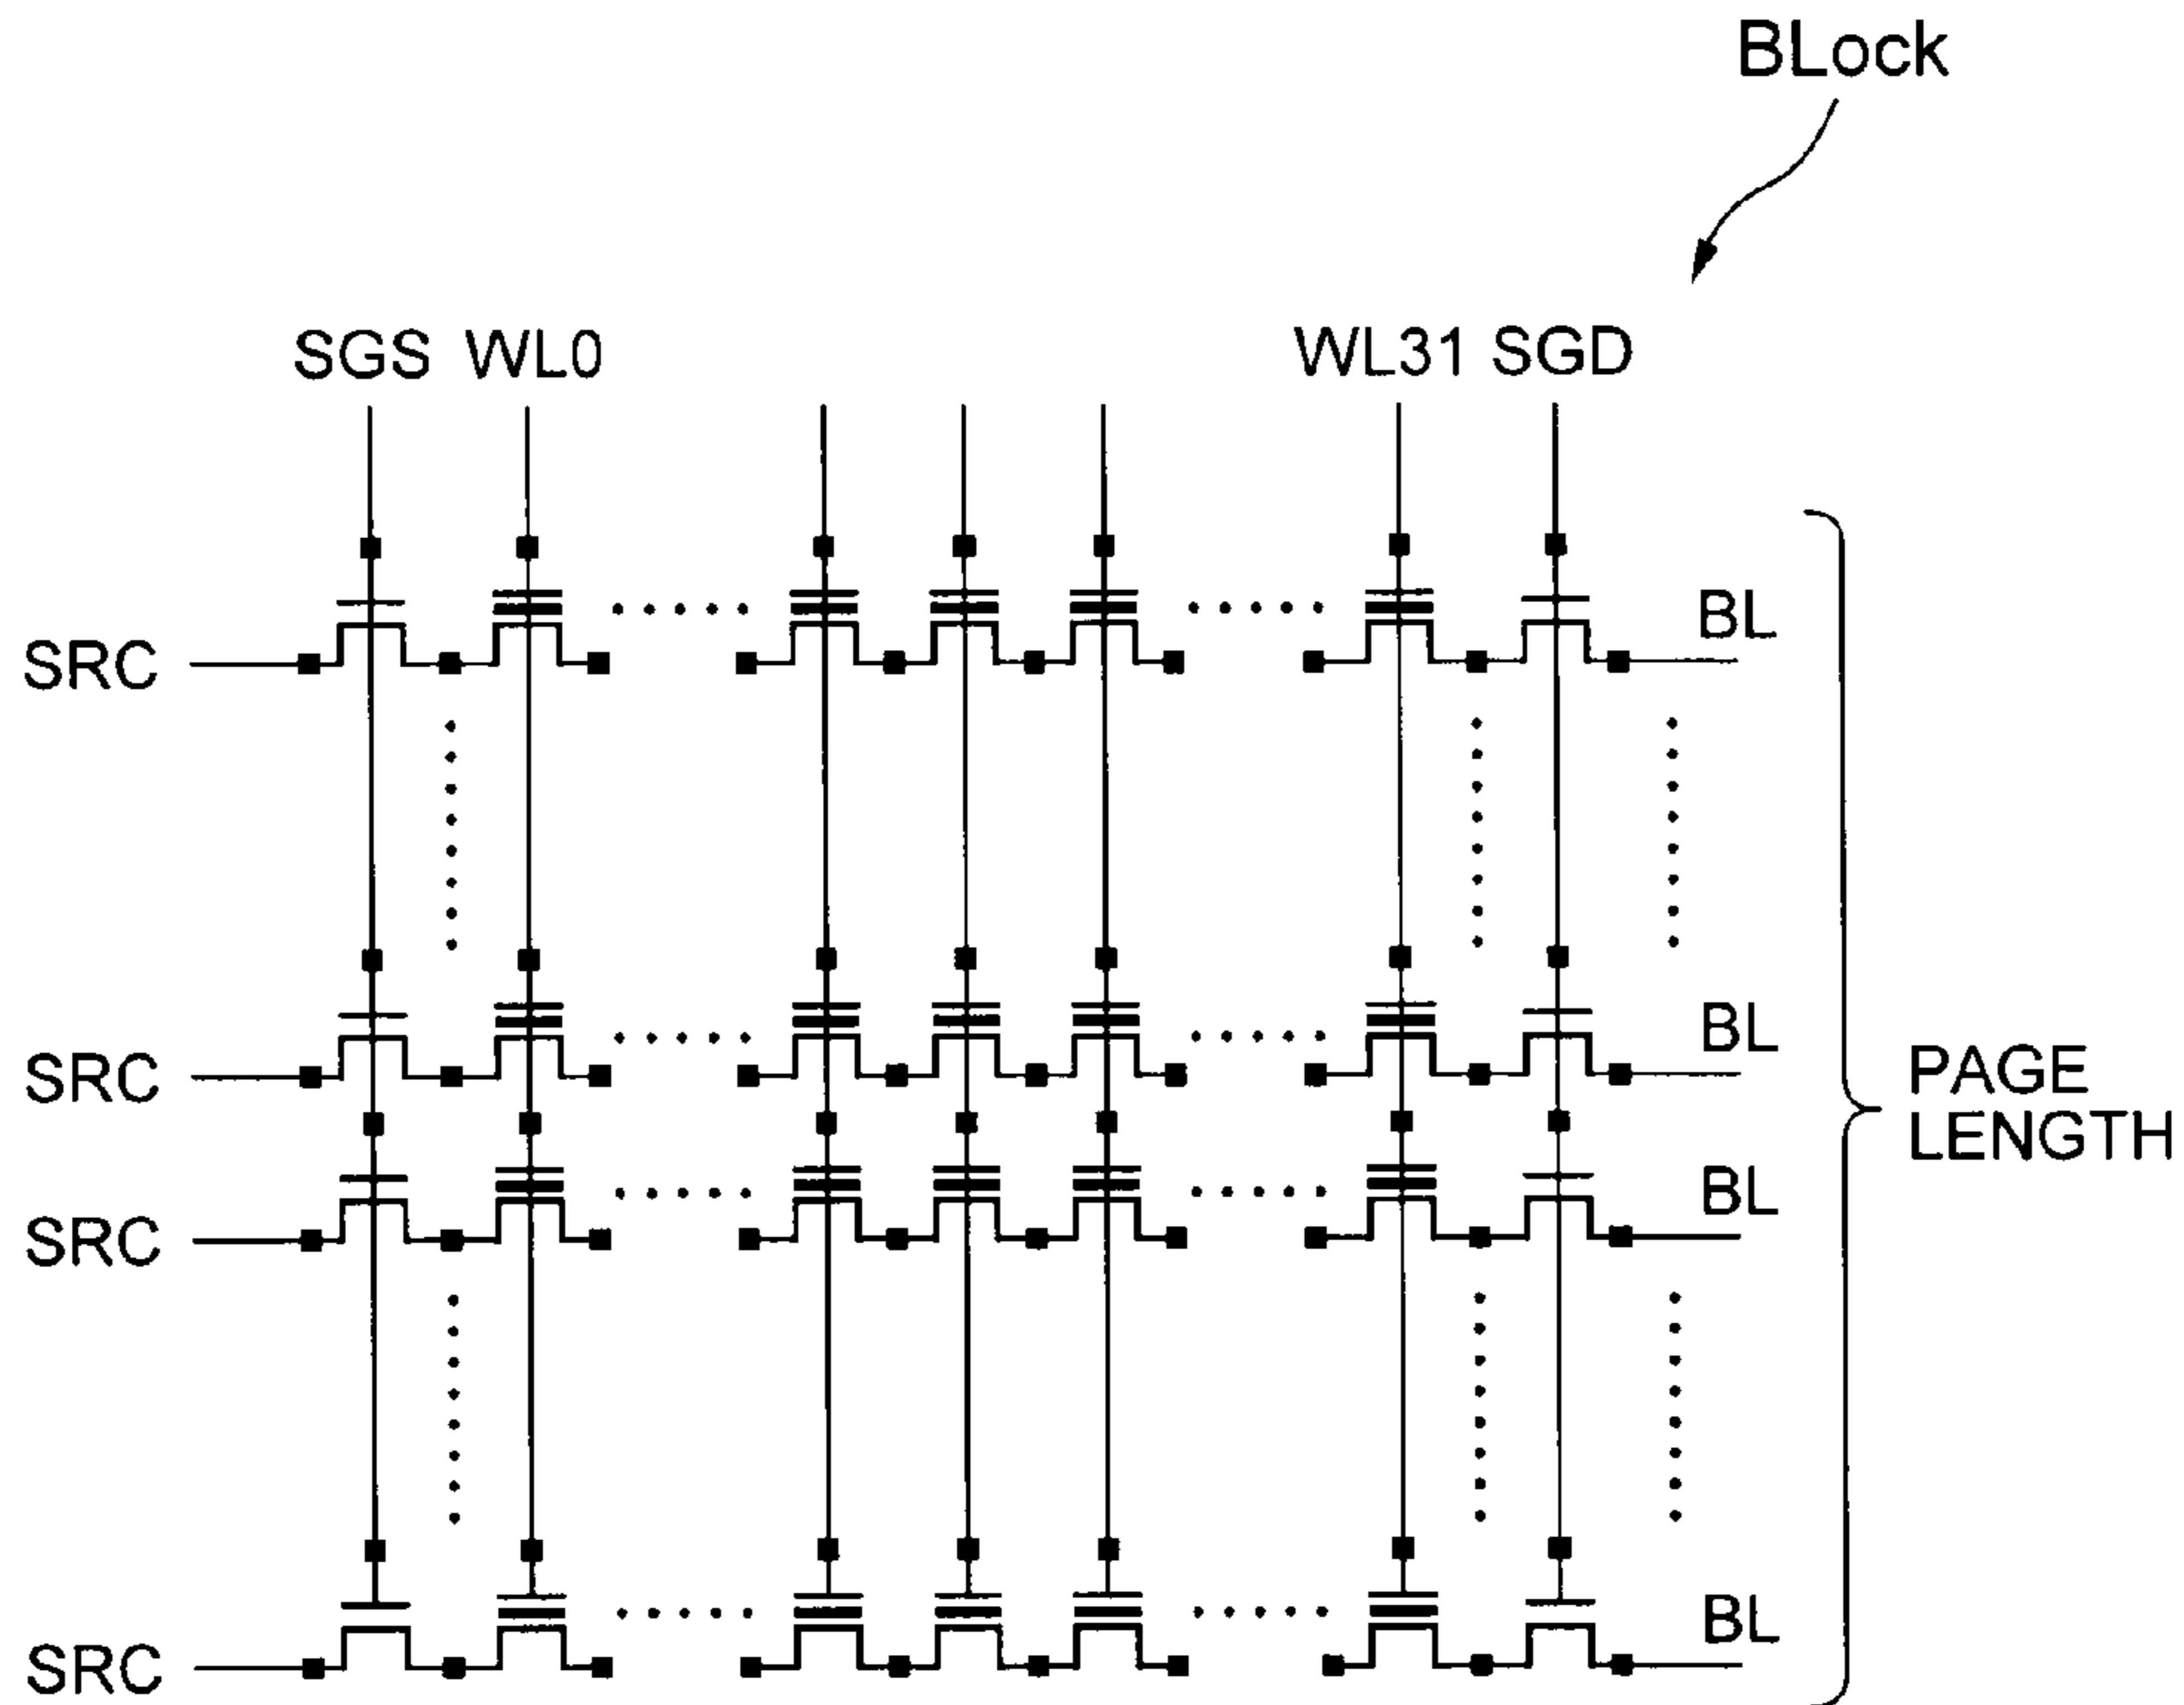 BLock
SGS WL0 WL31 SGD
BL
SRC
BL
SRC
PAGE
LENGTH
BL
SRC
BL
SRC